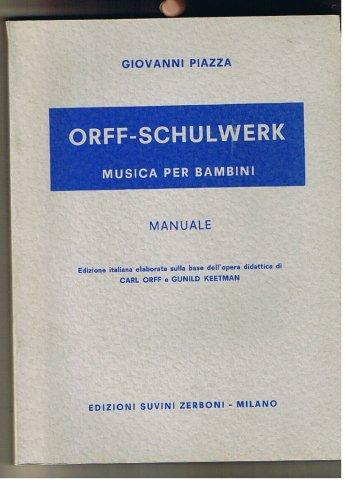 GIOVANNI PIAZZA
ORFF-SCHULWERK
MUSICA PER BAMBINI
MANUALE
Edizione italiana elaborata sulla base dell'opera didattica di
CARL ORFF e GUNILD KEETMAN
EDIZIONI SUVINI ZERBONI - MILANO